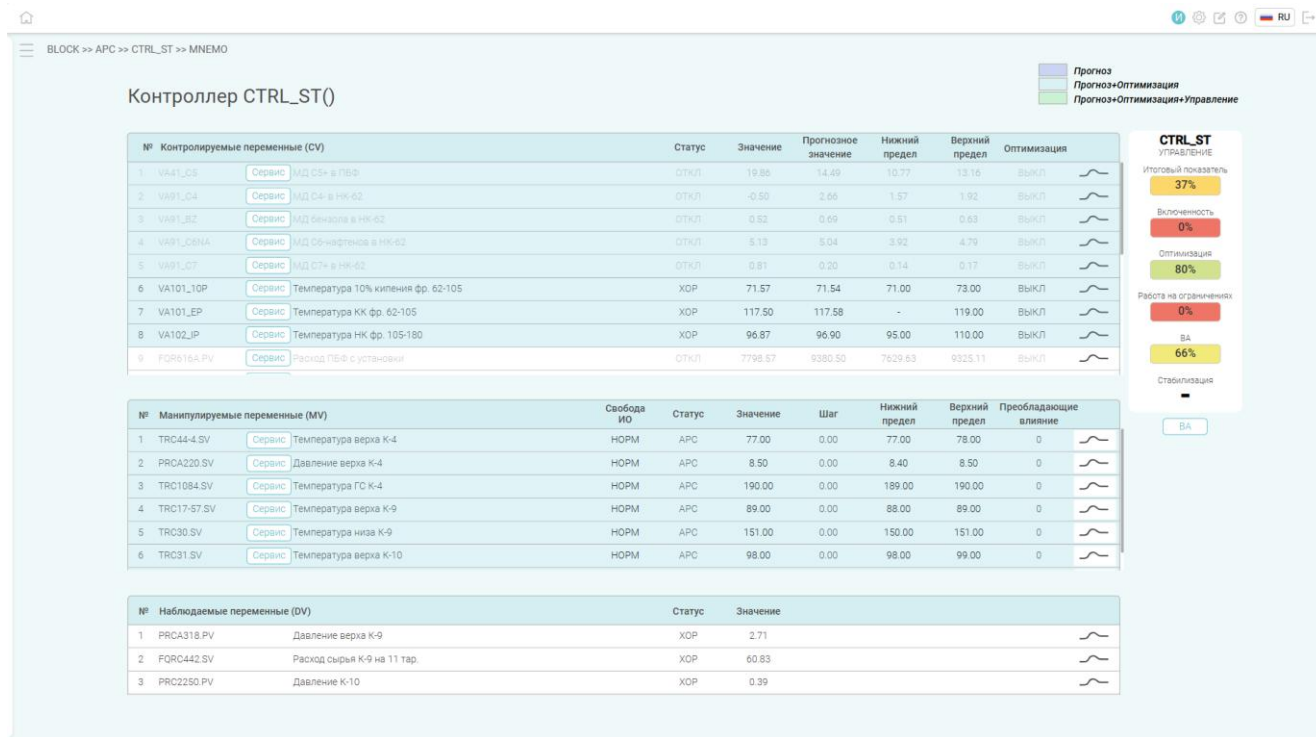 И ? RU
BLOCK >> APC >> CTRL_ST >> MNEMO
Прогноз
Прогноз+Оптимизация
Прогноз+Оптимизация+Управление
Контроллер CTRL_ST()
№ Контролируемые переменные (CV) Статус Значение Прогнозное значение Нижний предел Верхний предел Оптимизация
1 VA41_C5 Сервис МД C5+ в ПБФ ОТКЛ 19.86 14.49 10.77 13.16 ВЫКЛ
2 VA91_C4 Сервис МД C4- в НК-62 ОТКЛ -0.50 2.66 1.57 1.92 ВЫКЛ
3 VA91_BZ Сервис МД бензола в НК-62 ОТКЛ 0.52 0.69 0.51 0.63 ВЫКЛ
4 VA91_C6NA Сервис МД C6-нафтенов в НК-62 ОТКЛ 5.13 5.04 3.92 4.79 ВЫКЛ
5 VA91_C7 Сервис МД C7+ в НК-62 ОТКЛ 0.81 0.20 0.14 0.17 ВЫКЛ
6 VA101_10P Сервис Температура 10% кипения фр. 62-105 ХОР 71.57 71.54 71.00 73.00 ВЫКЛ
7 VA101_EP Сервис Температура КК фр. 62-105 ХОР 117.50 117.58 - 119.00 ВЫКЛ
8 VA102_IP Сервис Температура НК фр. 105-180 ХОР 96.87 96.90 95.00 110.00 ВЫКЛ
9 FQR616A.PV Сервис Расход ПБФ с установки ОТКЛ 7798.57 9380.50 7629.63 9325.11 ВЫКЛ
CTRL_ST
УПРАВЛЕНИЕ
Итоговый показатель
37%
Включенность
0%
Оптимизация
80%
Работа на ограничениях
0%
ВА
66%
Стабилизация
-
ВА
№ Манипулируемые переменные (MV) Свобода ИО Статус Значение Шаг Нижний предел Верхний предел Преобладающие влияние
1 TRC44-4.SV Сервис Температура верха К-4 НОРМ APC 77.00 0.00 77.00 78.00 0
2 PRCA220.SV Сервис Давление верха К-4 НОРМ APC 8.50 0.00 8.40 8.50 0
3 TRC1084.SV Сервис Температура ГС К-4 НОРМ APC 190.00 0.00 189.00 190.00 0
4 TRC17-57.SV Сервис Температура верха К-9 НОРМ APC 89.00 0.00 88.00 89.00 0
5 TRC30.SV Сервис Температура низа К-9 НОРМ APC 151.00 0.00 150.00 151.00 0
6 TRC31.SV Сервис Температура верха К-10 НОРМ APC 98.00 0.00 98.00 99.00 0
№ Наблюдаемые переменные (DV) Статус Значение
1 PRCA318.PV Давление верха К-9 ХОР 2.71
2 FQRC442.SV Расход сырья К-9 на 11 тар. ХОР 60.83
3 PRC2250.PV Давление К-10 ХОР 0.39